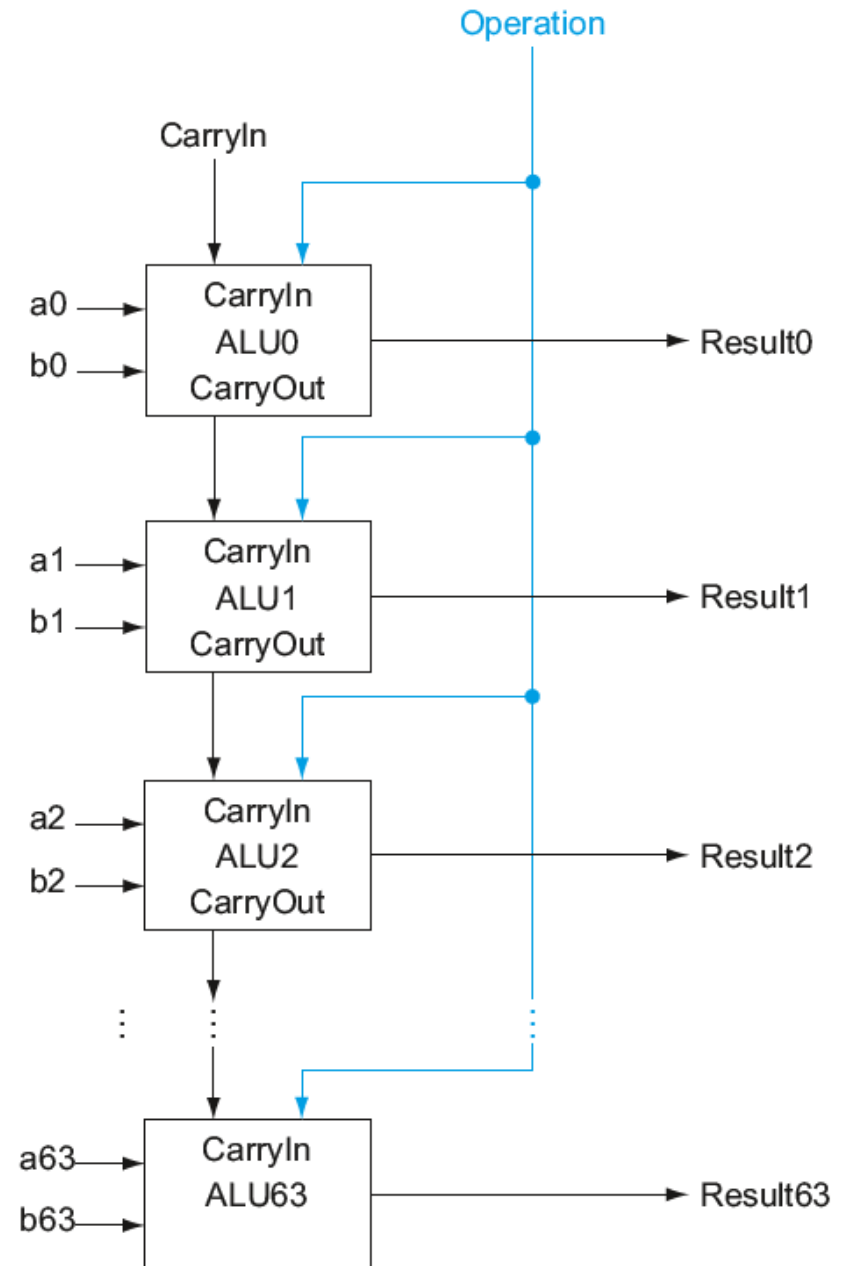 Operation
CarryIn
a0
b0
CarryIn
ALU0
CarryOut
Result0
a1
b1
CarryIn
ALU1
CarryOut
Result1
a2
b2
CarryIn
ALU2
CarryOut
Result2
a63
b63
CarryIn
ALU63
Result63